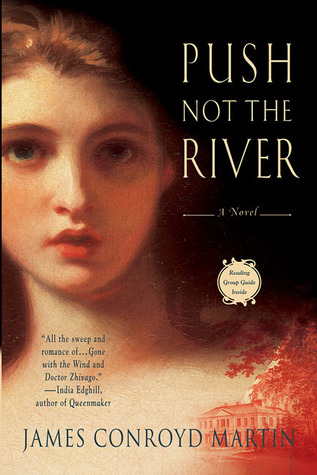 PUSH
NOT THE
RIVER
A Novel
Reading
Group Guide
Inside
"All the sweep and
romance of...Gone
with the Wind and
Doctor Zhivago."
—India Edghill,
author of Queenmaker
JAMES CONROYD MARTIN